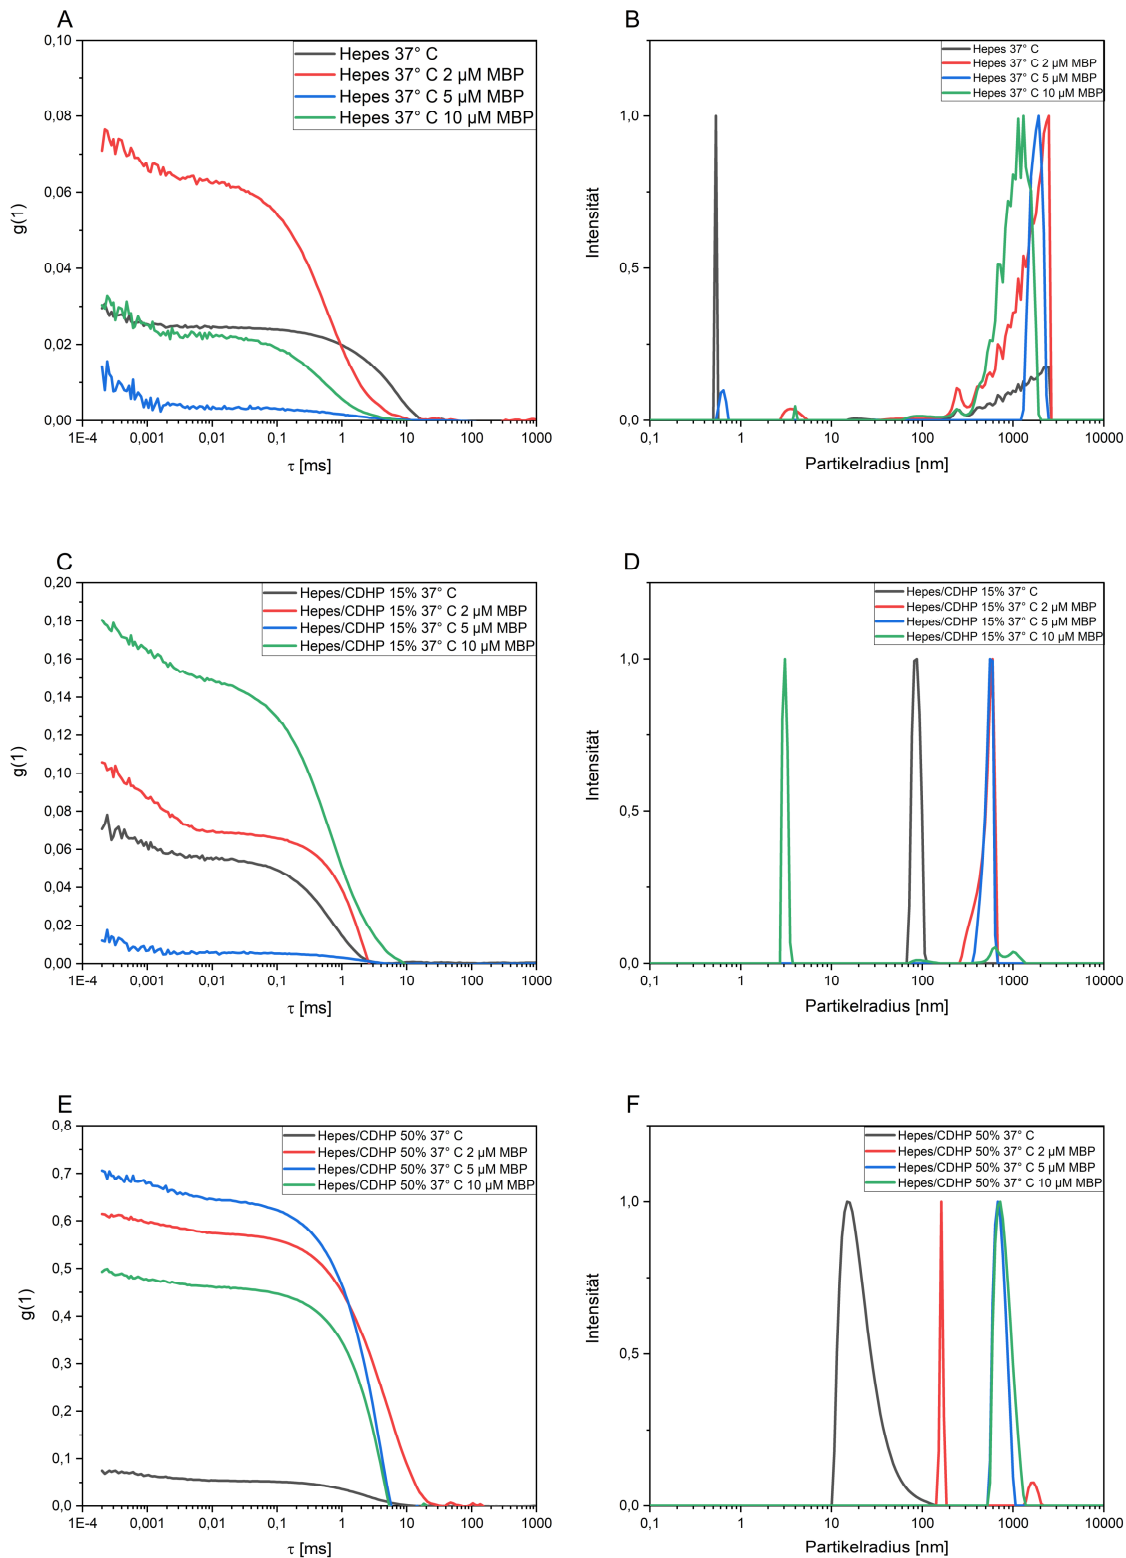 A
0,10
0,08
0,06
0,04
0,02
0,00
g(1)
1E-4 0,001 0,01 0,1 1 10 100 1000
τ [ms]
Hepes 37° C
Hepes 37° C 2 µM MBP
Hepes 37° C 5 µM MBP
Hepes 37° C 10 µM MBP
B
1,0
0,5
0,0
Intensität
0,1 1 10 100 1000 10000
Partikelradius [nm]
Hepes 37° C
Hepes 37° C 2 µM MBP
Hepes 37° C 5 µM MBP
Hepes 37° C 10 µM MBP
C
0,20
0,18
0,16
0,14
0,12
0,10
0,08
0,06
0,04
0,02
0,00
g(1)
1E-4 0,001 0,01 0,1 1 10 100 1000
τ [ms]
Hepes/CDHP 15% 37° C
Hepes/CDHP 15% 37° C 2 µM MBP
Hepes/CDHP 15% 37° C 5 µM MBP
Hepes/CDHP 15% 37° C 10 µM MBP
D
1,0
0,5
0,0
Intensität
0,1 1 10 100 1000 10000
Partikelradius [nm]
Hepes/CDHP 15% 37° C
Hepes/CDHP 15% 37° C 2 µM MBP
Hepes/CDHP 15% 37° C 5 µM MBP
Hepes/CDHP 15% 37° C 10 µM MBP
E
0,8
0,7
0,6
0,5
0,4
0,3
0,2
0,1
0,0
g(1)
1E-4 0,001 0,01 0,1 1 10 100 1000
τ [ms]
Hepes/CDHP 50% 37° C
Hepes/CDHP 50% 37° C 2 µM MBP
Hepes/CDHP 50% 37° C 5 µM MBP
Hepes/CDHP 50% 37° C 10 µM MBP
F
1,0
0,5
0,0
Intensität
0,1 1 10 100 1000 10000
Partikelradius [nm]
Hepes/CDHP 50% 37° C
Hepes/CDHP 50% 37° C 2 µM MBP
Hepes/CDHP 50% 37° C 5 µM MBP
Hepes/CDHP 50% 37° C 10 µM MBP